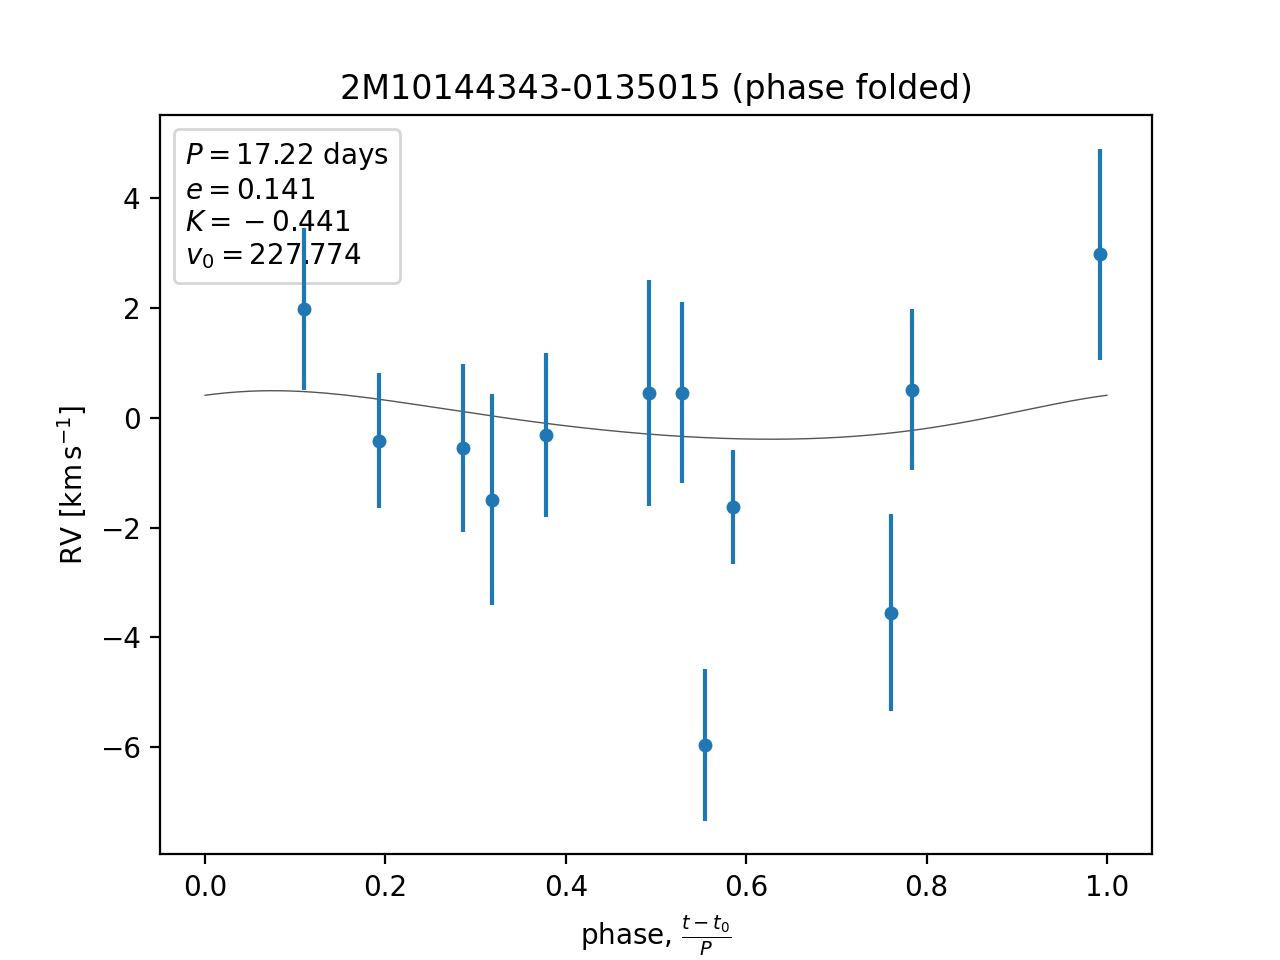 2M10144343-0135015 (phase folded)
P = 17.22 days
e = 0.141
K = −0.441
v₀ = 227.774
4
2
0
−2
−4
−6
RV [km s⁻¹]
0.0 0.2 0.4 0.6 0.8 1.0
phase, (t − t₀)/P